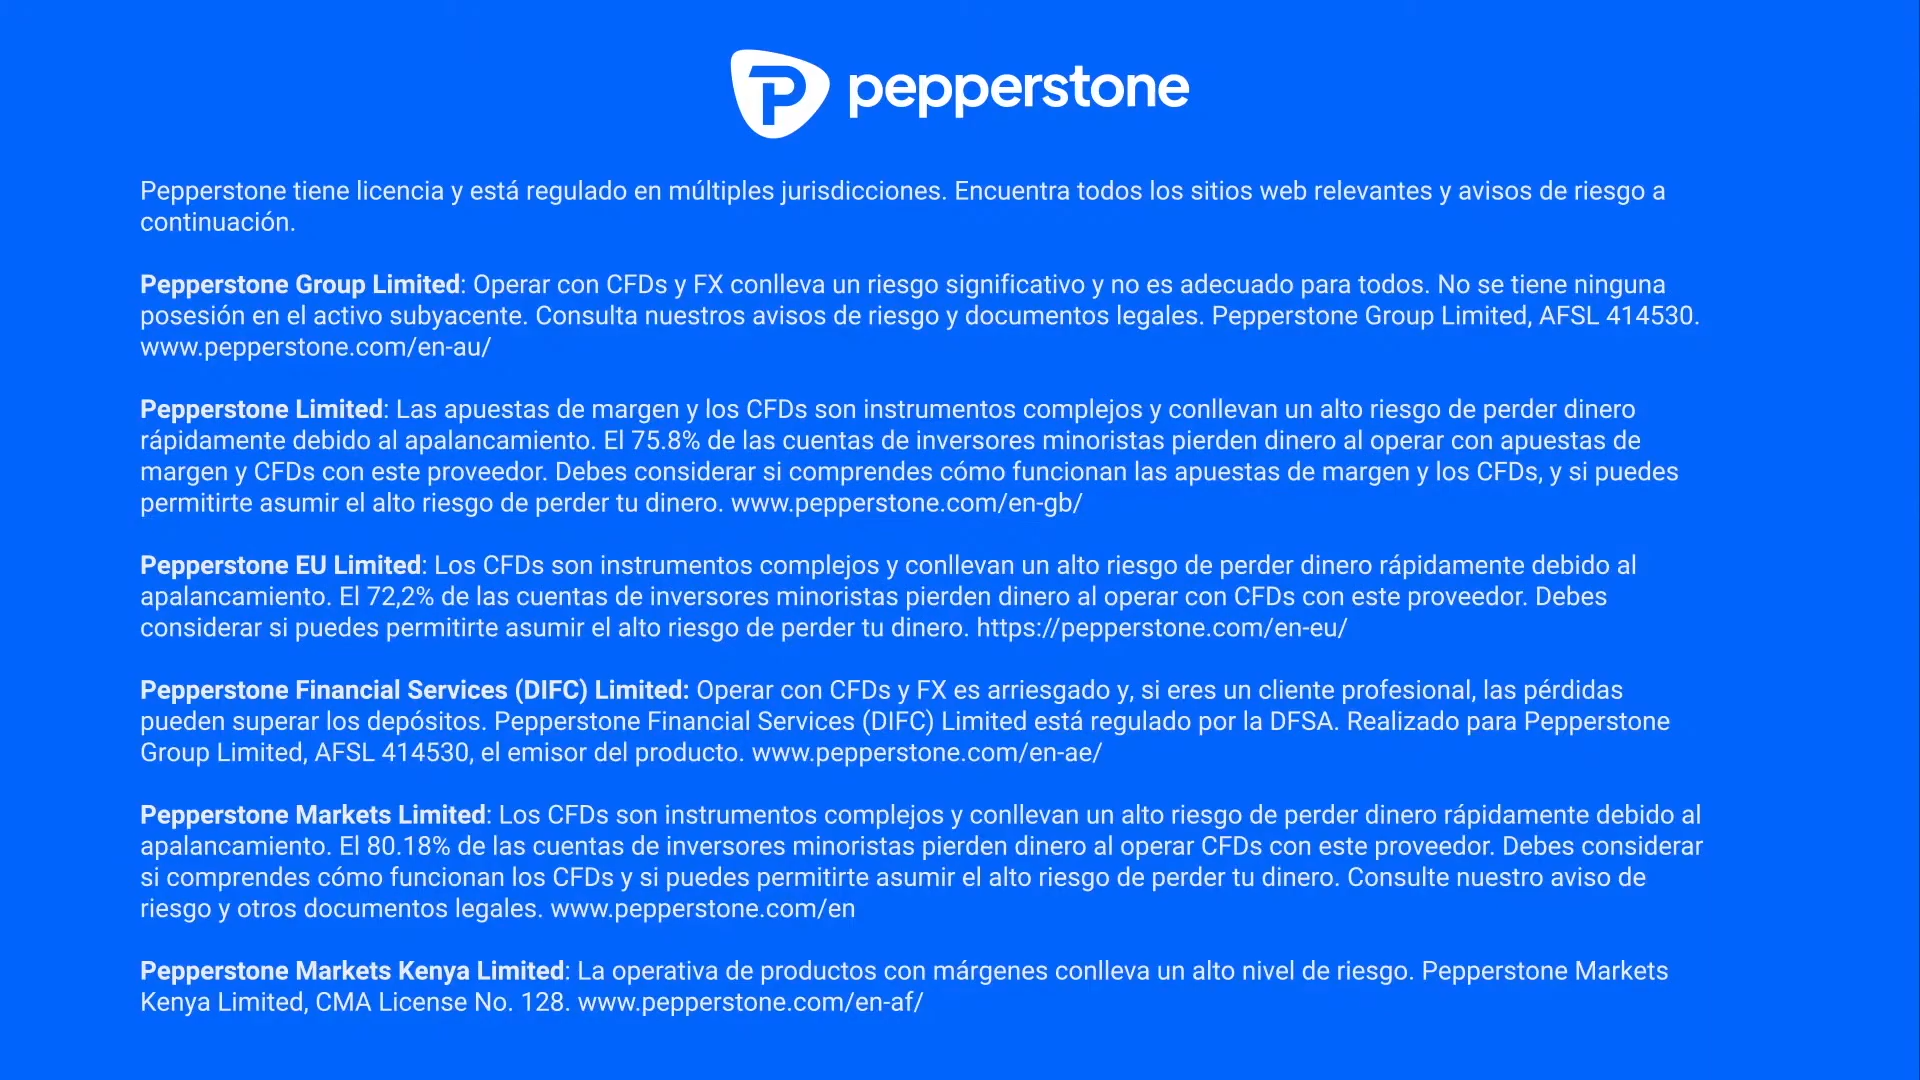 pepperstone
Pepperstone tiene licencia y está regulado en múltiples jurisdicciones. Encuentra todos los sitios web relevantes y avisos de riesgo a
continuación.
Pepperstone Group Limited: Operar con CFDs y FX conlleva un riesgo significativo y no es adecuado para todos. No se tiene ninguna
posesión en el activo subyacente. Consulta nuestros avisos de riesgo y documentos legales. Pepperstone Group Limited, AFSL 414530.
www.pepperstone.com/en-au/
Pepperstone Limited: Las apuestas de margen y los CFDs son instrumentos complejos y conllevan un alto riesgo de perder dinero
rápidamente debido al apalancamiento. El 75.8% de las cuentas de inversores minoristas pierden dinero al operar con apuestas de
margen y CFDs con este proveedor. Debes considerar si comprendes cómo funcionan las apuestas de margen y los CFDs, y si puedes
permitirte asumir el alto riesgo de perder tu dinero. www.pepperstone.com/en-gb/
Pepperstone EU Limited: Los CFDs son instrumentos complejos y conllevan un alto riesgo de perder dinero rápidamente debido al
apalancamiento. El 72,2% de las cuentas de inversores minoristas pierden dinero al operar con CFDs con este proveedor. Debes
considerar si puedes permitirte asumir el alto riesgo de perder tu dinero. https://pepperstone.com/en-eu/
Pepperstone Financial Services (DIFC) Limited: Operar con CFDs y FX es arriesgado y, si eres un cliente profesional, las pérdidas
pueden superar los depósitos. Pepperstone Financial Services (DIFC) Limited está regulado por la DFSA. Realizado para Pepperstone
Group Limited, AFSL 414530, el emisor del producto. www.pepperstone.com/en-ae/
Pepperstone Markets Limited: Los CFDs son instrumentos complejos y conllevan un alto riesgo de perder dinero rápidamente debido al
apalancamiento. El 80.18% de las cuentas de inversores minoristas pierden dinero al operar CFDs con este proveedor. Debes considerar
si comprendes cómo funcionan los CFDs y si puedes permitirte asumir el alto riesgo de perder tu dinero. Consulte nuestro aviso de
riesgo y otros documentos legales. www.pepperstone.com/en
Pepperstone Markets Kenya Limited: La operativa de productos con márgenes conlleva un alto nivel de riesgo. Pepperstone Markets
Kenya Limited, CMA License No. 128. www.pepperstone.com/en-af/